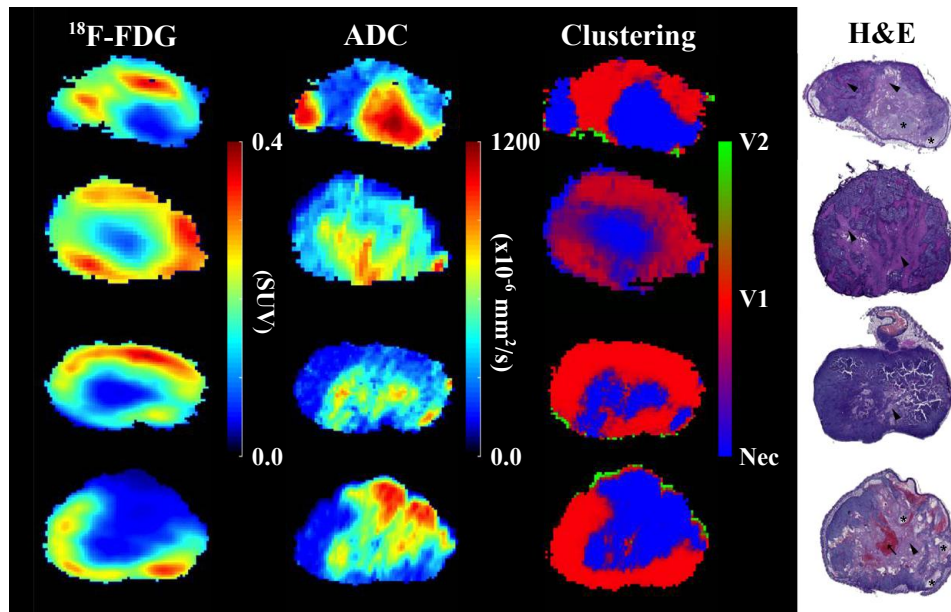 ¹⁸F-FDG ADC Clustering H&E
0.4 1200 V2
(SUV) (x10⁻⁶ mm²/s) V1
0.0 0.0 Nec
* *
* * *